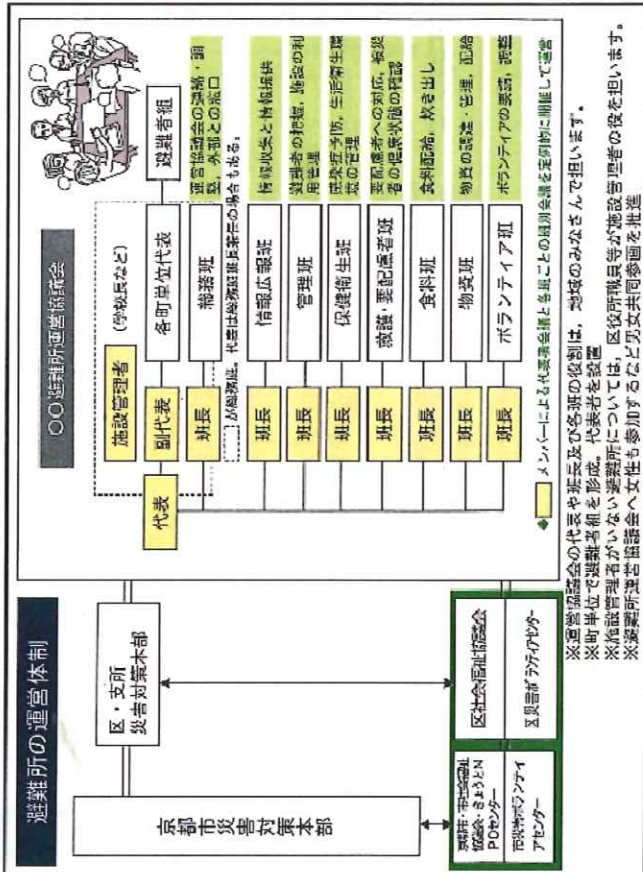 避難所の運営体制
京都市災害対策本部
区・支所
災害対策本部
京都市・市社会福祉
協議会・きょうとN
POセンター
市災害ボランティ
アセンター
区社会福祉協議会
区災害ボランティアセンター
〇〇避難所運営協議会
代表
施設管理者
(学校長など)
副代表
各町単位代表
避難者組
班長
総務班
運営協議会の連絡・調
整, 外部との窓口
が総務班。代表は総務班班長兼任の場合もある。
班長
情報広報班
情報収集と情報提供
班長
管理班
避難者の把握, 施設の利
用管理
班長
保健衛生班
感染症予防, 生活衛生環
境の管理
班長
救護・要配慮者班
要配慮者への対応, 被災
者の健康状態の確認
班長
食料班
食料配給, 炊き出し
班長
物資班
物資の調達・管理, 配給
班長
ボランティア班
ボランティアの要請, 調整
メンバーによる代表者会議と各班ごとの班別会議を定期的に開催して運営
※運営協議会の代表や班長及び各班の役割は, 地域のみなさんで担います。
※町単位で避難者組を形成。代表者を設置
※施設管理者がいない避難所については, 区役所職員等が施設管理者の役を担います。
※避難所運営協議会へ女性も参加するなど男女共同参画を推進